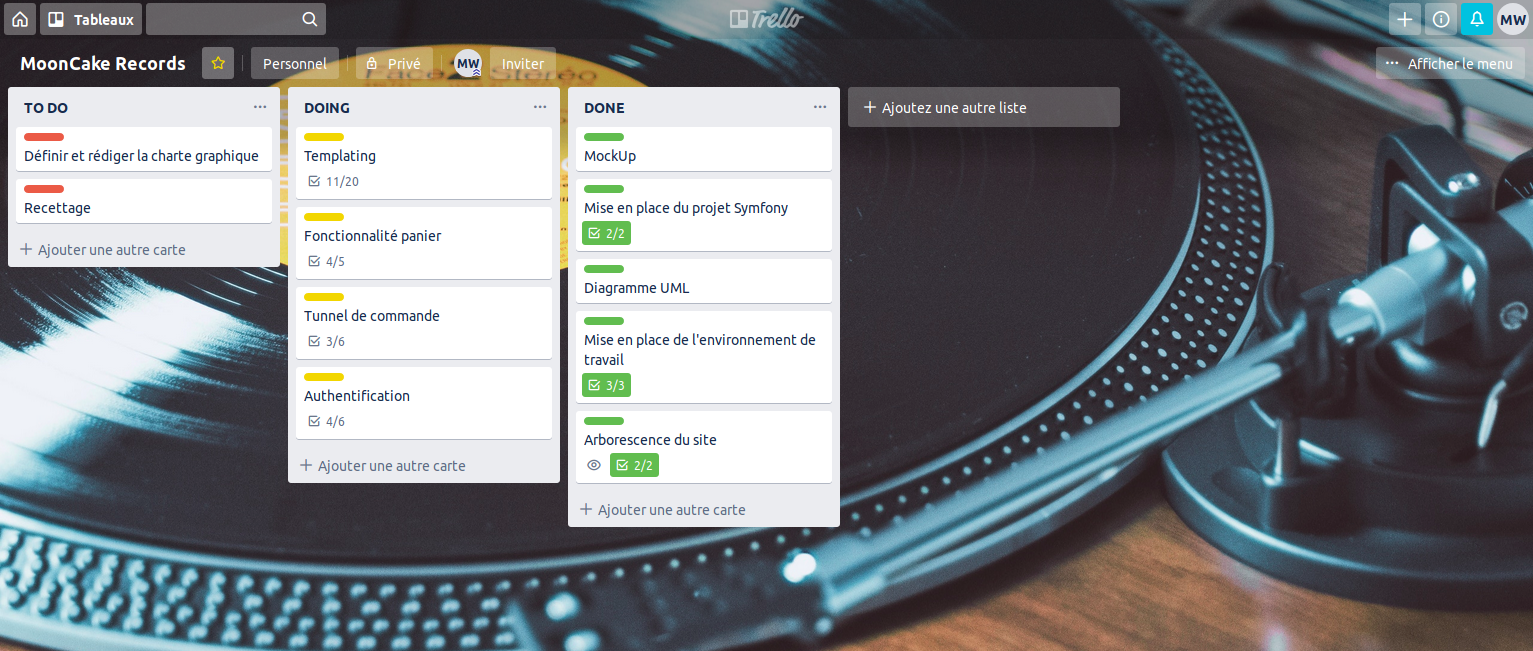 Tableaux
Trello
MW
MoonCake Records
Personnel
Privé
MW
Inviter
Afficher le menu
Face 2 Stéréo
TO DO
Définir et rédiger la charte graphique
Recettage
Ajouter une autre carte
DOING
Templating
11/20
Fonctionnalité panier
4/5
Tunnel de commande
3/6
Authentification
4/6
Ajouter une autre carte
DONE
MockUp
Mise en place du projet Symfony
2/2
Diagramme UML
Mise en place de l'environnement de
travail
3/3
Arborescence du site
2/2
Ajouter une autre carte
Ajoutez une autre liste